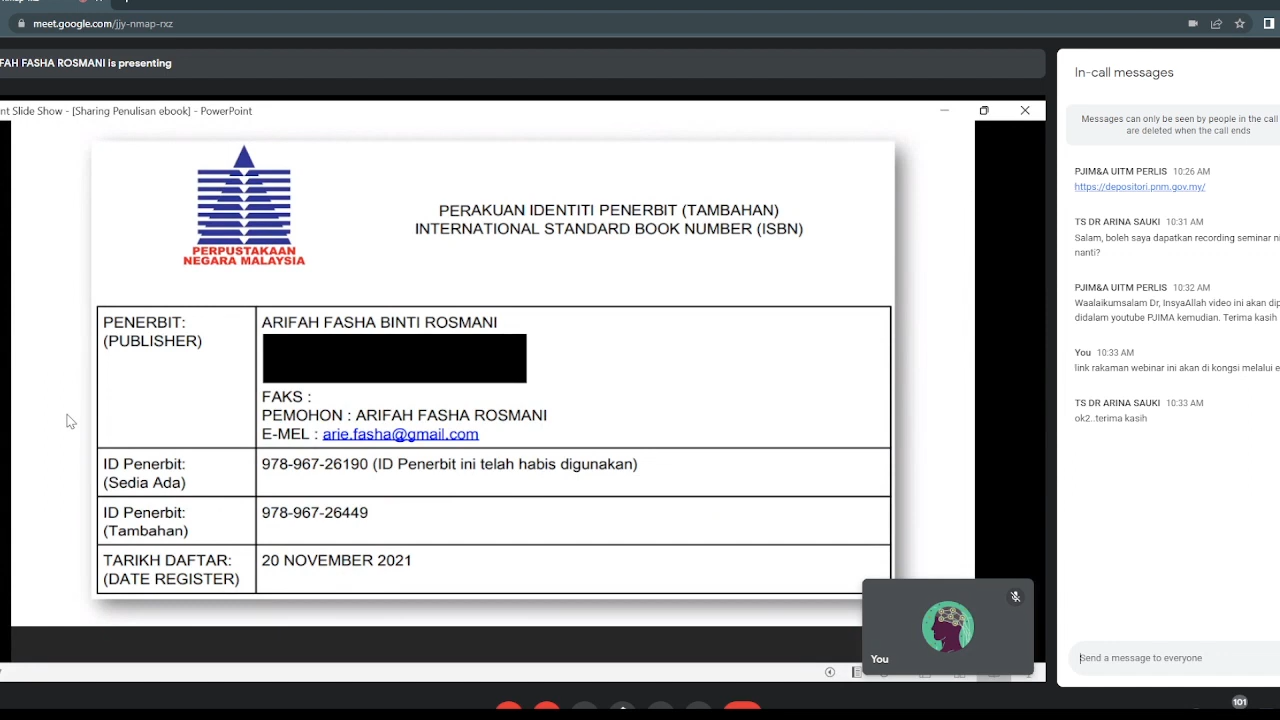 meet.google.com/jjy-nmap-rxz
FAH FASHA ROSMANI is presenting
nt Slide Show - [Sharing Penulisan ebook] - PowerPoint
PERPUSTAKAAN
NEGARA MALAYSIA
PERAKUAN IDENTITI PENERBIT (TAMBAHAN)
INTERNATIONAL STANDARD BOOK NUMBER (ISBN)
PENERBIT:
(PUBLISHER)
ARIFAH FASHA BINTI ROSMANI
FAKS :
PEMOHON : ARIFAH FASHA ROSMANI
E-MEL : arie.fasha@gmail.com
ID Penerbit:
(Sedia Ada)
978-967-26190 (ID Penerbit ini telah habis digunakan)
ID Penerbit:
(Tambahan)
978-967-26449
TARIKH DAFTAR:
(DATE REGISTER)
20 NOVEMBER 2021
You
In-call messages
Messages can only be seen by people in the call
are deleted when the call ends
PJIM&A UITM PERLIS 10:26 AM
https://depositori.pnm.gov.my/
TS DR ARINA SAUKI 10:31 AM
Salam, boleh saya dapatkan recording seminar ni
nanti?
PJIM&A UITM PERLIS 10:32 AM
Waalaikumsalam Dr, InsyaAllah video ini akan dip
didalam youtube PJIMA kemudian. Terima kasih
You 10:33 AM
link rakaman webinar ini akan di kongsi melalui e
TS DR ARINA SAUKI 10:33 AM
ok2..terima kasih
Send a message to everyone
101